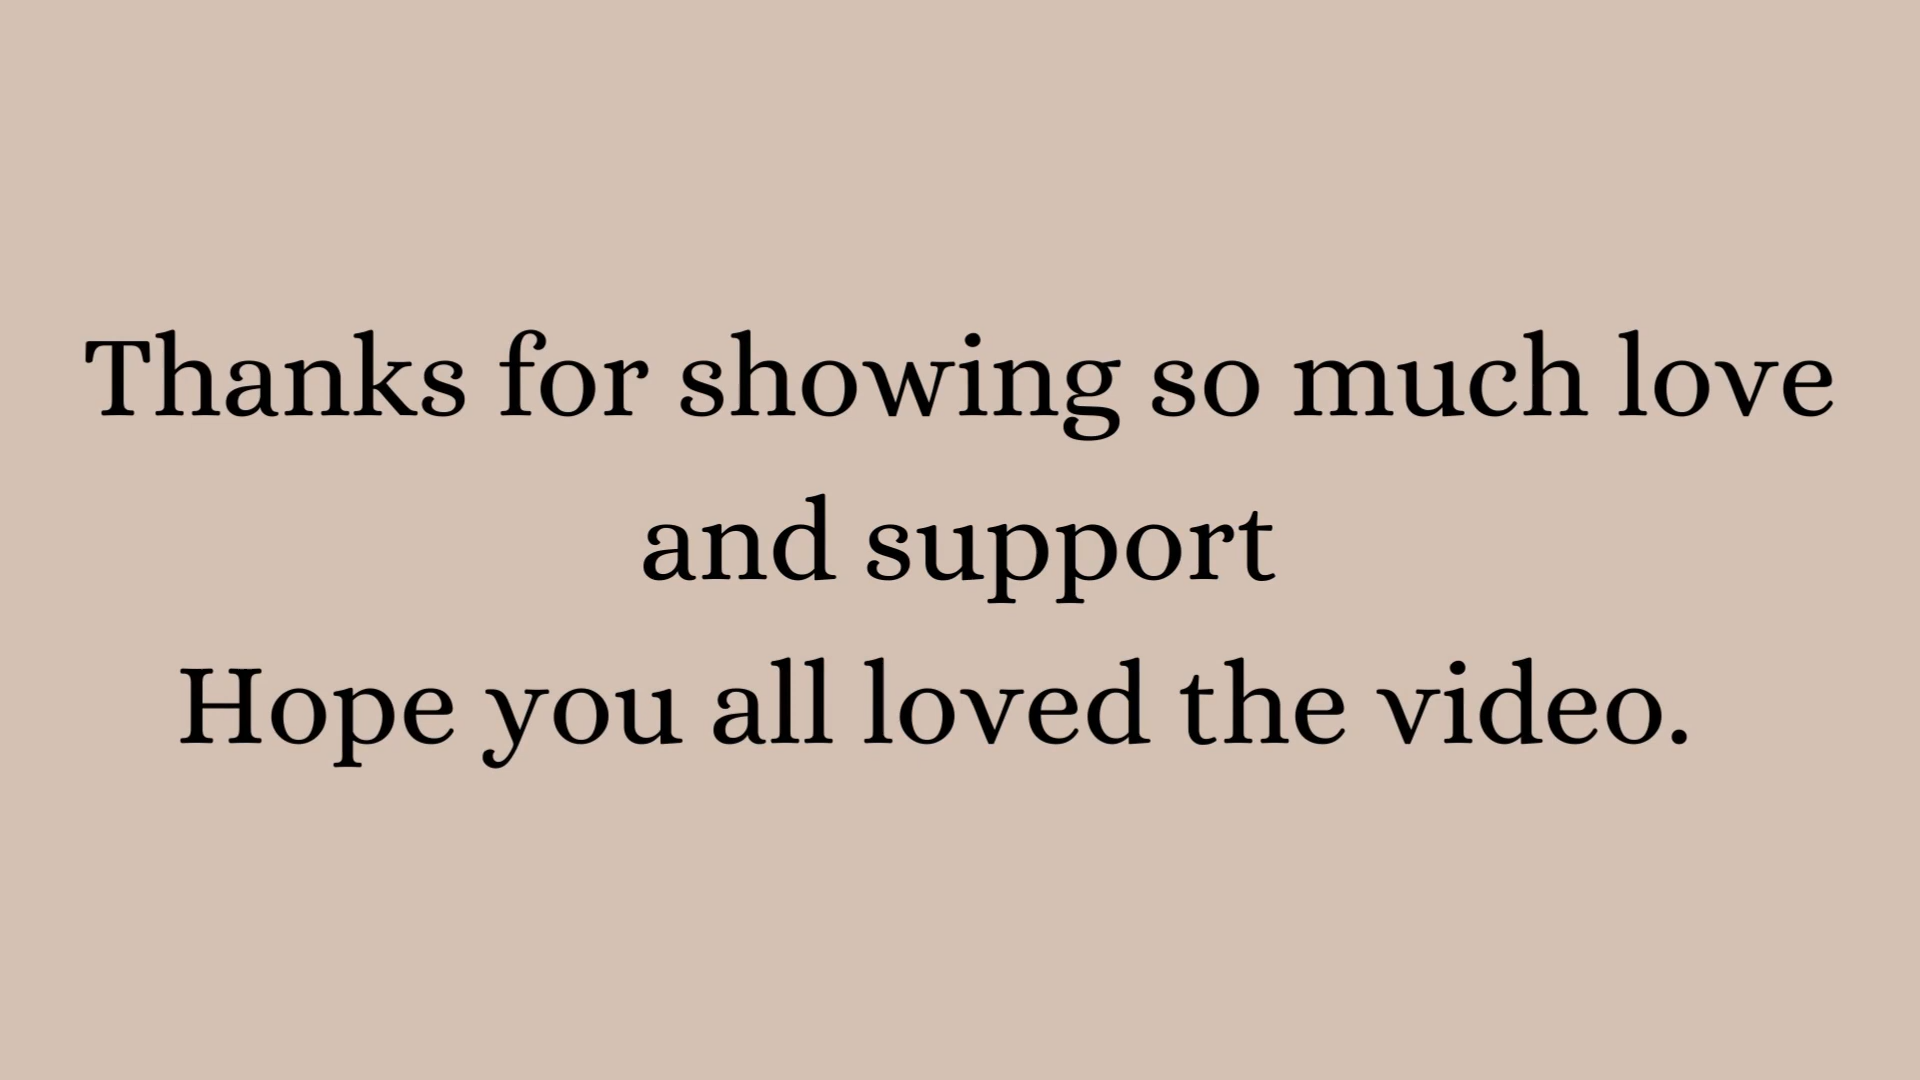 Thanks for showing so much love
and support
Hope you all loved the video.